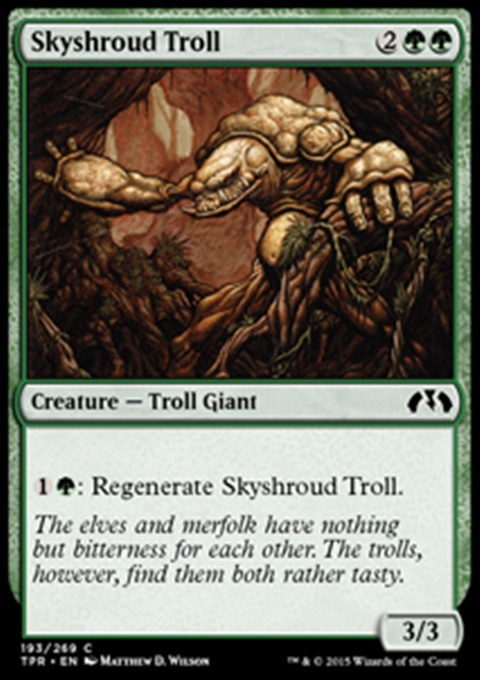 Skyshroud Troll 2
Creature — Troll Giant
1 : Regenerate Skyshroud Troll.
The elves and merfolk have nothing
but bitterness for each other. The trolls,
however, find them both rather tasty.
3/3
193/269 C
TPR • EN Matthew D. Wilson
™ & © 2015 Wizards of the Coast